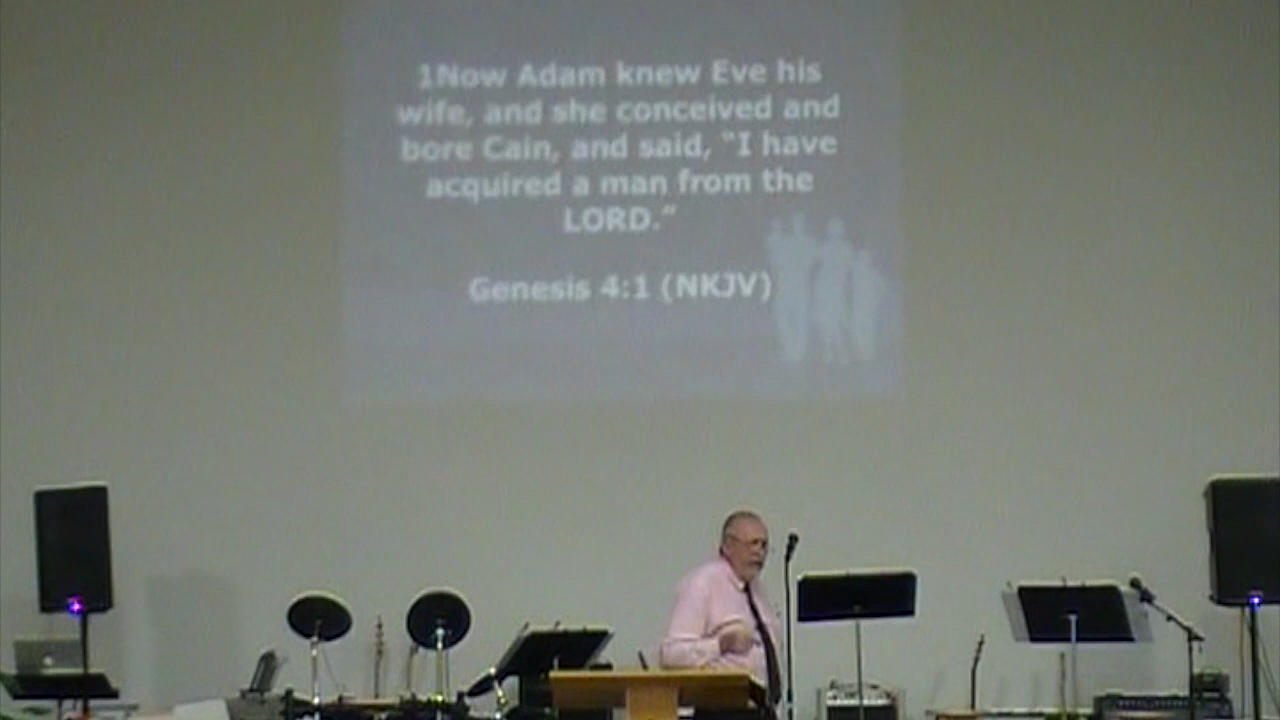 1Now Adam knew Eve his
wife, and she conceived and
bore Cain, and said, “I have
acquired a man from the
LORD.”
Genesis 4:1 (NKJV)